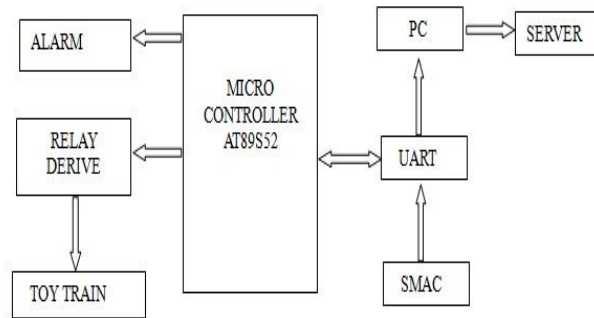 ALARM
RELAY
DERIVE
TOY TRAIN
MICRO
CONTROLLER
AT89S52
PC
SERVER
UART
SMAC